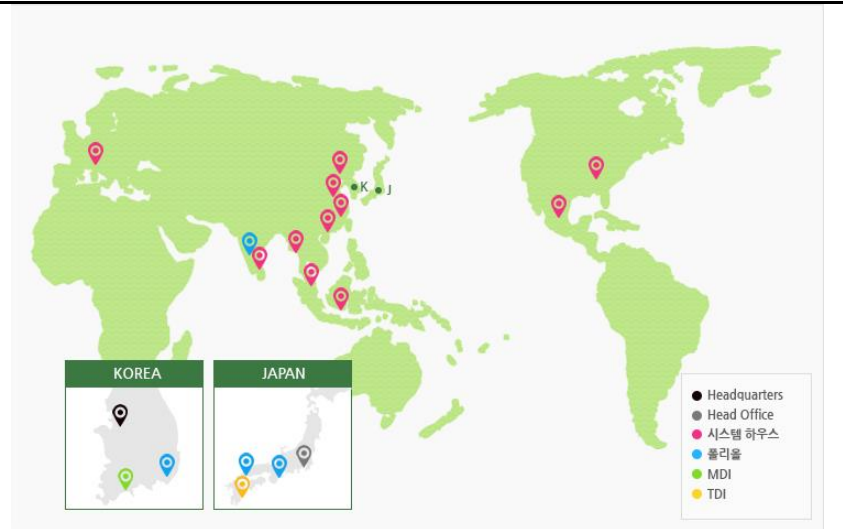 K
J
KOREA
JAPAN
Headquarters
Head Office
시스템 하우스
폴리올
MDI
TDI